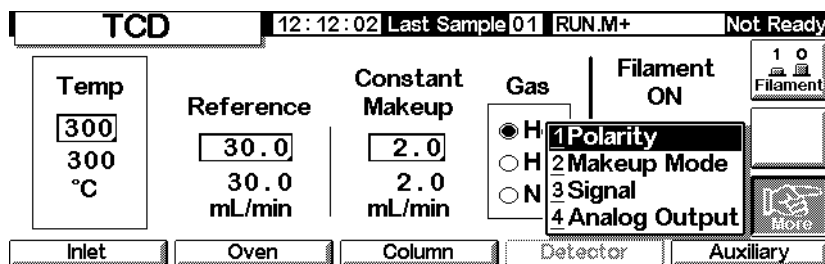 TCD 12:12:02 Last Sample 01 RUN.M+ Not Ready
Temp
300
300
°C
Reference
30.0
30.0
mL/min
Constant
Makeup
2.0
2.0
mL/min
Gas
H
H
N
Filament
ON
1 Polarity
2 Makeup Mode
3 Signal
4 Analog Output
1 0
Filament
More
Inlet Oven Column Detector Auxiliary